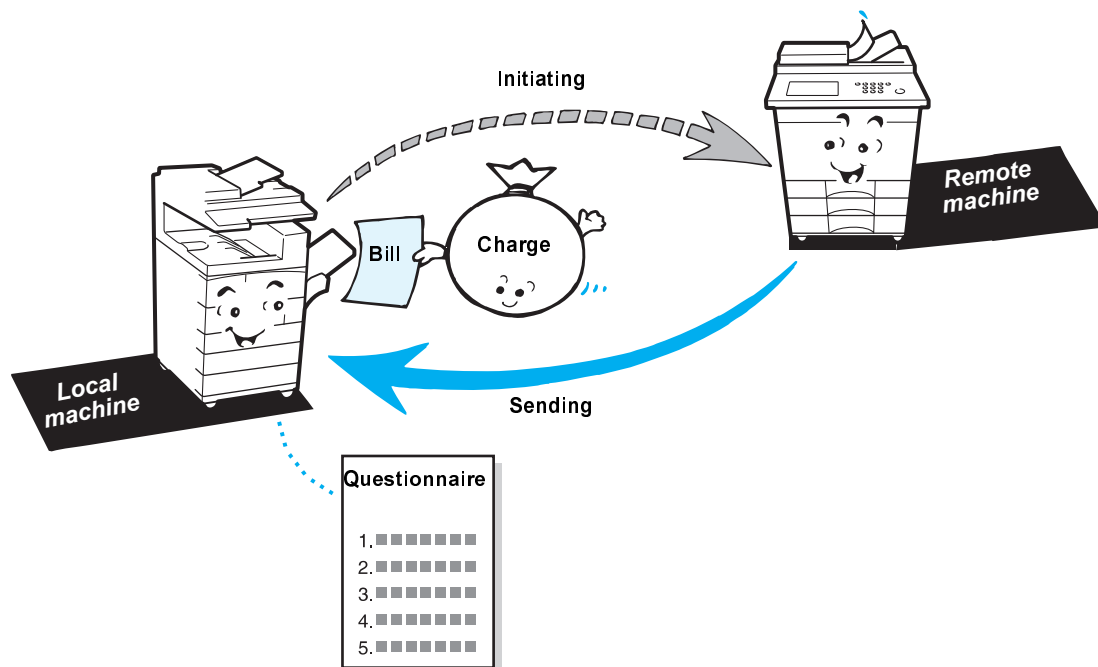 Initiating
Remote
machine
Bill
Charge
Local
machine
Sending
Questionnaire
1.
2.
3.
4.
5.